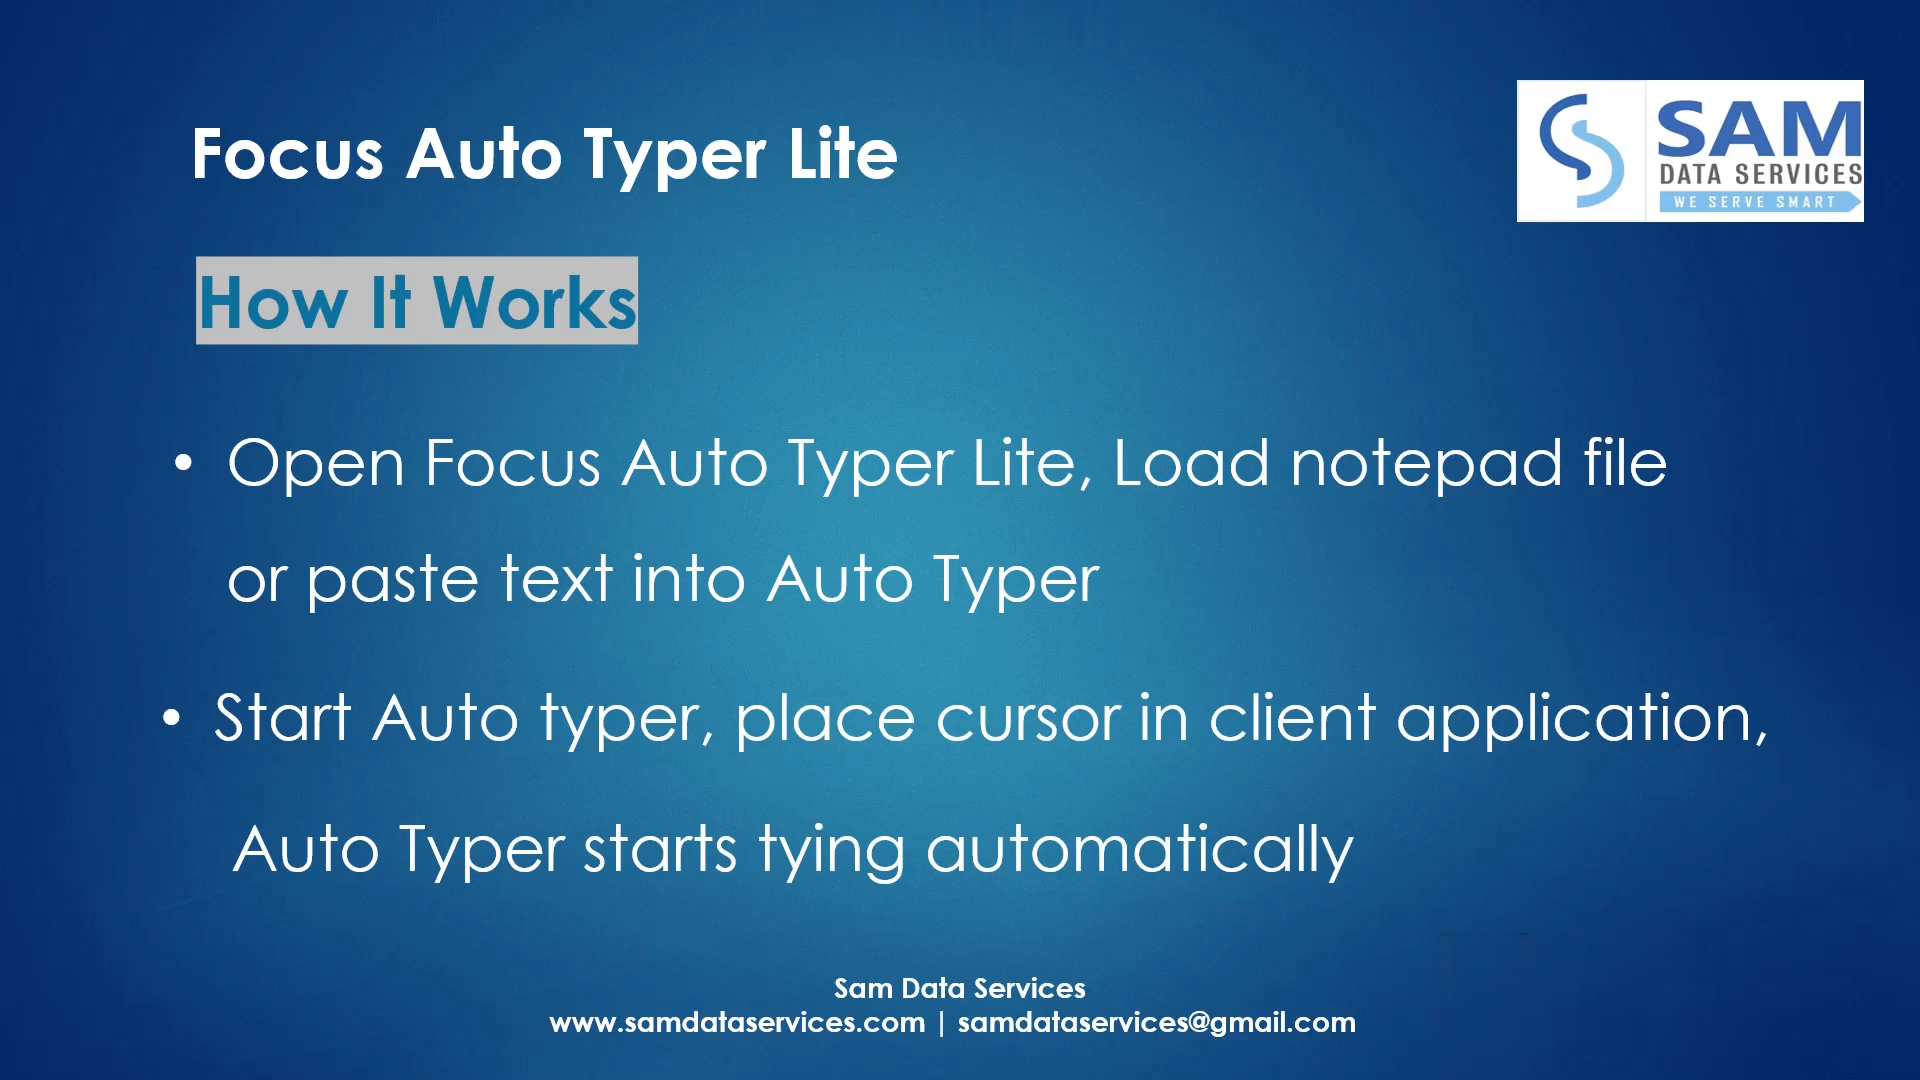 Focus Auto Typer Lite
SAM
DATA SERVICES
WE SERVE SMART
How It Works
• Open Focus Auto Typer Lite, Load notepad file
or paste text into Auto Typer
• Start Auto typer, place cursor in client application,
Auto Typer starts tying automatically
Sam Data Services
www.samdataservices.com | samdataservices@gmail.com